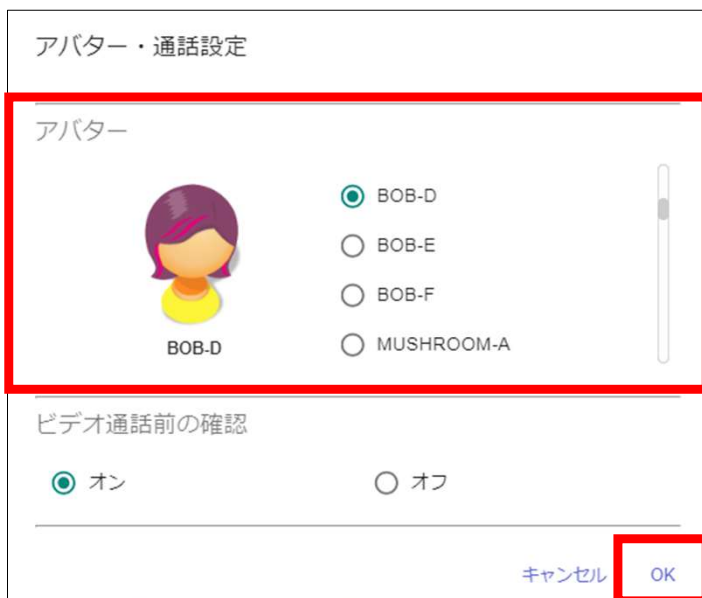 アバター・通話設定
アバター
BOB-D
BOB-E
BOB-F
MUSHROOM-A
BOB-D
ビデオ通話前の確認
オン
オフ
キャンセル
OK